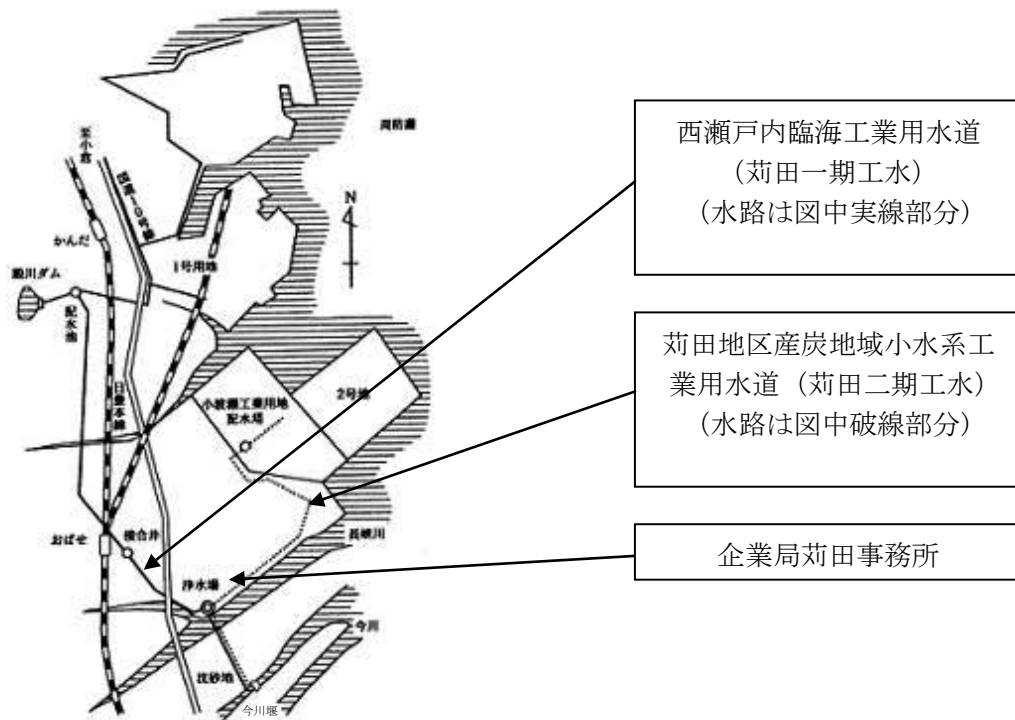 周防灘
至小倉
国道10号線
N
かんだ
1号用地
殿川ダム
配水池
日豊本線
小波瀬工業用地
配水塔
2号地
おばせ
接合井
長峡川
浄水場
今川
沈砂地
今川堰
西瀬戸内臨海工業用水道
(苅田一期工水)
(水路は図中実線部分)
苅田地区産炭地域小水系工
業用水道(苅田二期工水)
(水路は図中破線部分)
企業局苅田事務所